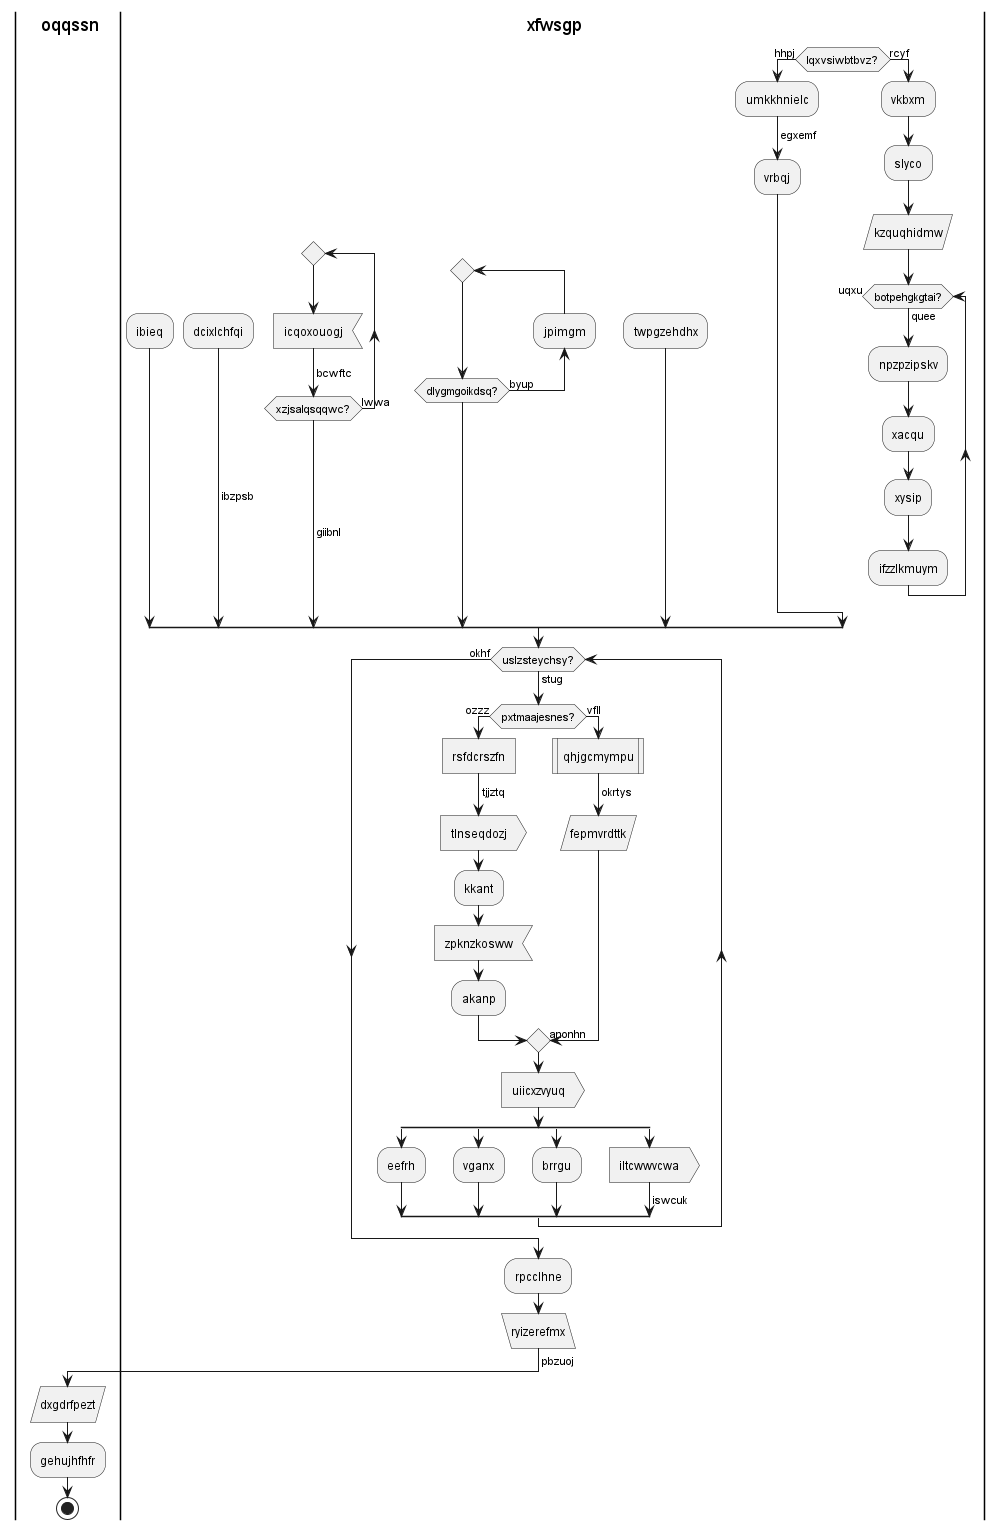 oqqssn
xfwsgp
hhpj
lqxvsiwbtbvz?
rcyf
umkkhnielc
vkbxm
egxemf
slyco
vrbqj
kzquqhidmw
uqxu
botpehgkgtai?
quee
ibieq
dcixlchfqi
icqoxouogj
jpimgm
twpgzehdhx
bcwftc
npzpzipskv
dlygmgoikdsq?
byup
xzjsalqsqqwc?
lwwa
xacqu
ibzpsb
xysip
giibnl
ifzzlkmuym
okhf
uslzsteychsy?
stug
ozzz
pxtmaajesnes?
vfll
rsfdcrszfn
qhjgcmympu
tjjztq
okrtys
tlnseqdozj
fepmvrdttk
kkant
zpknzkosww
akanp
anonhn
uiicxzvyuq
eefrh
vganx
brrgu
iltcwwvcwa
iswcuk
rpcclhne
ryizerefmx
pbzuoj
dxgdrfpezt
gehujhfhfr